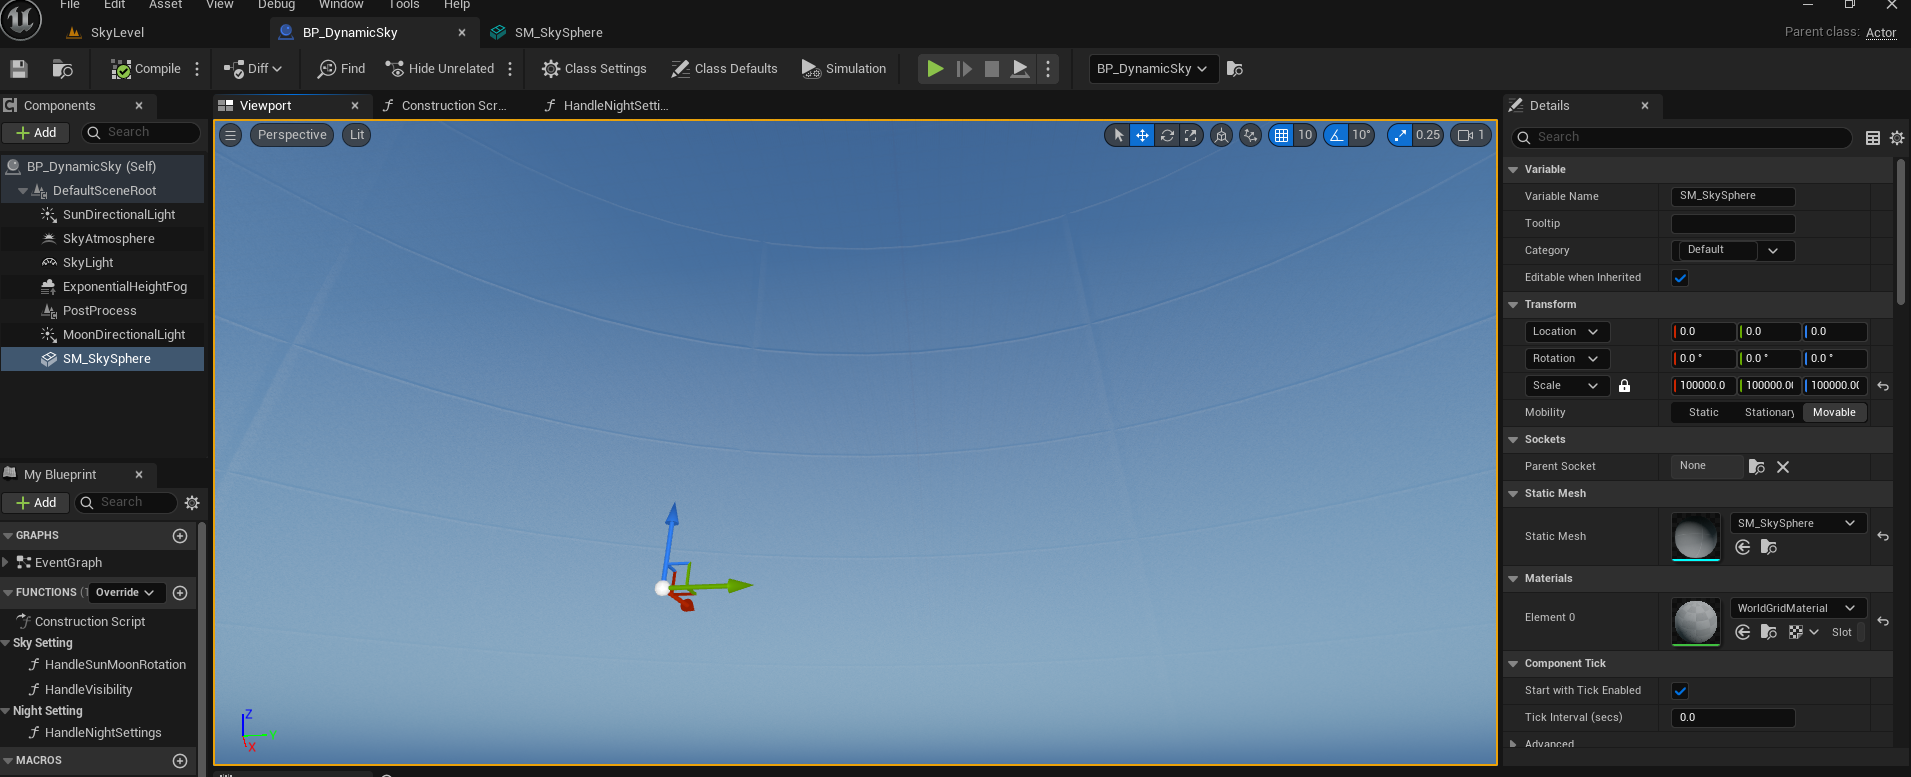 File Edit Asset View Debug Window Tools Help
SkyLevel BP_DynamicSky SM_SkySphere Parent class: Actor
Compile Diff Find Hide Unrelated Class Settings Class Defaults Simulation BP_DynamicSky
Components
Add Search
BP_DynamicSky (Self)
DefaultSceneRoot
SunDirectionalLight
SkyAtmosphere
SkyLight
ExponentialHeightFog
PostProcess
MoonDirectionalLight
SM_SkySphere
My Blueprint
Add Search
GRAPHS
EventGraph
FUNCTIONS (1 Override
Construction Script
Sky Setting
HandleSunMoonRotation
HandleVisibility
Night Setting
HandleNightSettings
MACROS
Viewport Construction Scr... HandleNightSetti...
Perspective Lit 10 10° 0.25 1
Z
Y
X
Details
Search
Variable
Variable Name SM_SkySphere
Tooltip
Category Default
Editable when Inherited
Transform
Location 0.0 0.0 0.0
Rotation 0.0 ° 0.0 ° 0.0 °
Scale 100000.0 100000.00 100000.00
Mobility Static Stationary Movable
Sockets
Parent Socket None
Static Mesh
Static Mesh SM_SkySphere
Materials
Element 0 WorldGridMaterial
Slot
Component Tick
Start with Tick Enabled
Tick Interval (secs) 0.0
Advanced